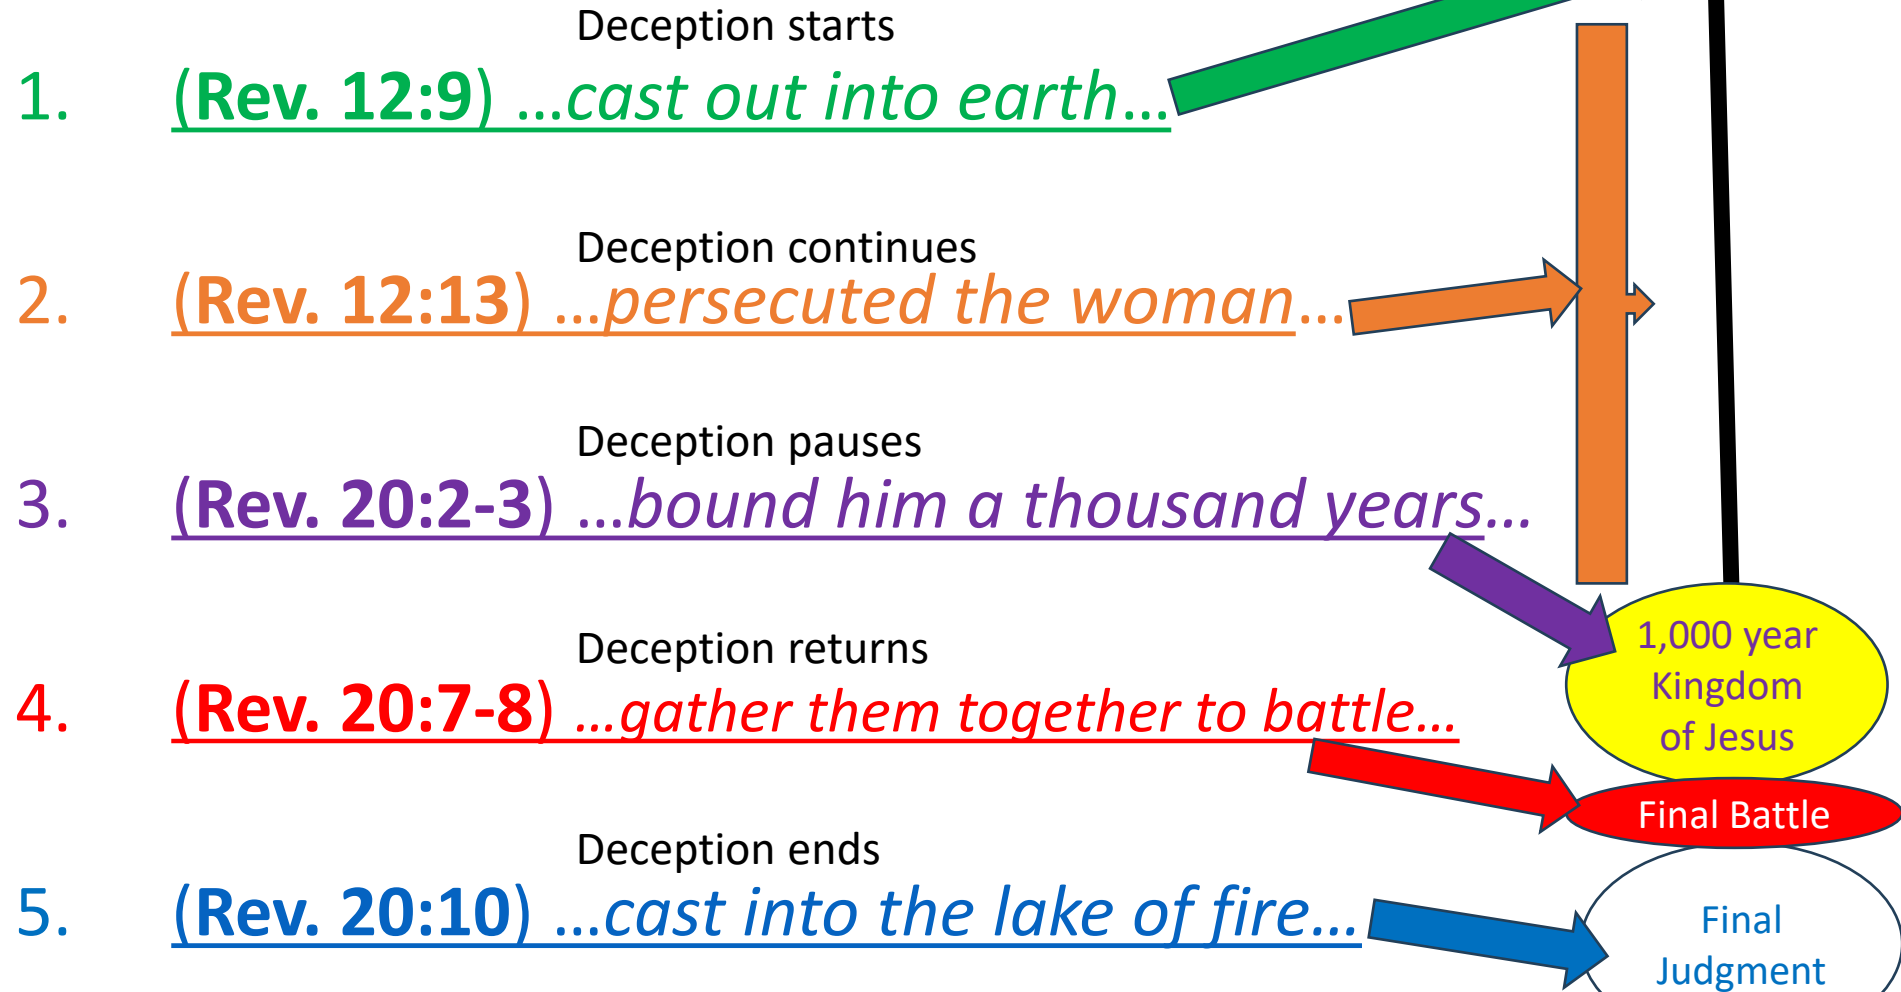 Deception starts
1. (Rev. 12:9) ...cast out into earth...
Deception continues
2. (Rev. 12:13) ...persecuted the woman...
Deception pauses
3. (Rev. 20:2-3) ...bound him a thousand years...
Deception returns
4. (Rev. 20:7-8) ...gather them together to battle...
Deception ends
5. (Rev. 20:10) ...cast into the lake of fire...
1,000 year
Kingdom
of Jesus
Final Battle
Final
Judgment